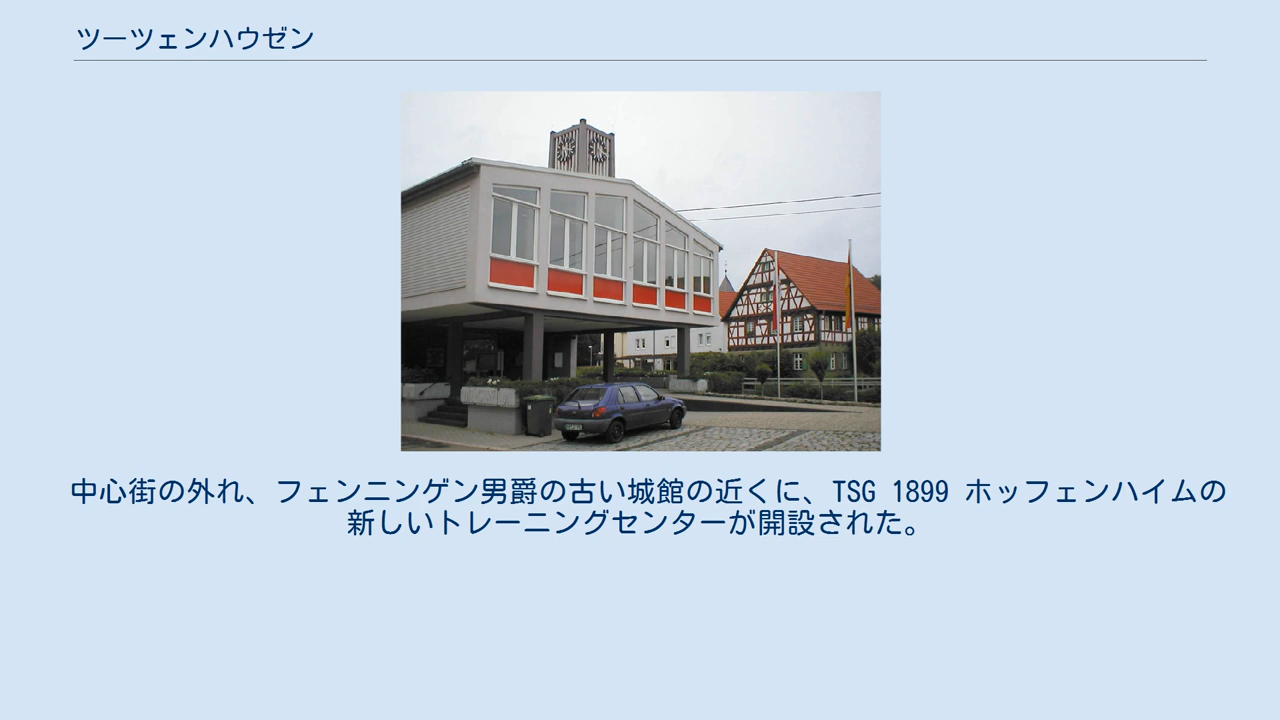 ツーツェンハウゼン
中心街の外れ、フェンニンゲン男爵の古い城館の近くに、TSG 1899 ホッフェンハイムの
新しいトレーニングセンターが開設された。